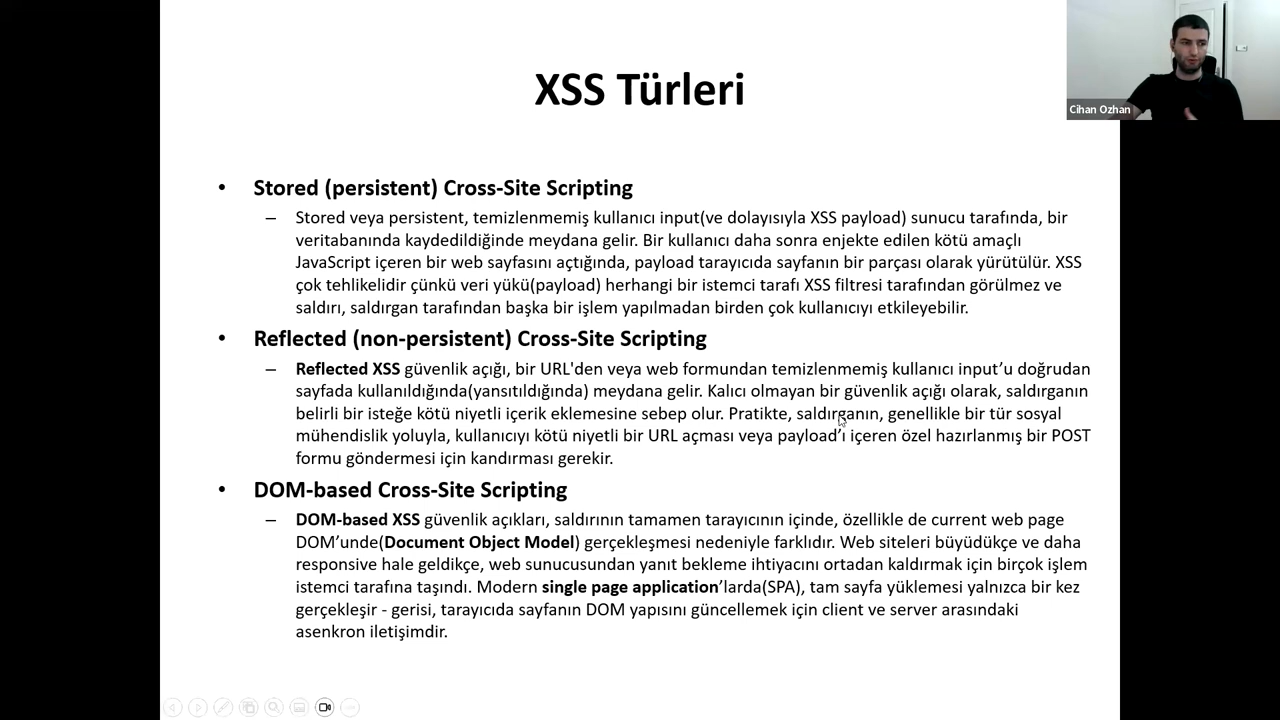 XSS Türleri
Cihan Ozhan
• Stored (persistent) Cross-Site Scripting
– Stored veya persistent, temizlenmemiş kullanıcı input(ve dolayısıyla XSS payload) sunucu tarafında, bir
veritabanında kaydedildiğinde meydana gelir. Bir kullanıcı daha sonra enjekte edilen kötü amaçlı
JavaScript içeren bir web sayfasını açtığında, payload tarayıcıda sayfanın bir parçası olarak yürütülür. XSS
çok tehlikelidir çünkü veri yükü(payload) herhangi bir istemci tarafı XSS filtresi tarafından görülmez ve
saldırı, saldırgan tarafından başka bir işlem yapılmadan birden çok kullanıcıyı etkileyebilir.
• Reflected (non-persistent) Cross-Site Scripting
– Reflected XSS güvenlik açığı, bir URL'den veya web formundan temizlenmemiş kullanıcı input’u doğrudan
sayfada kullanıldığında(yansıtıldığında) meydana gelir. Kalıcı olmayan bir güvenlik açığı olarak, saldırganın
belirli bir isteğe kötü niyetli içerik eklemesine sebep olur. Pratikte, saldırganın, genellikle bir tür sosyal
mühendislik yoluyla, kullanıcıyı kötü niyetli bir URL açması veya payload’ı içeren özel hazırlanmış bir POST
formu göndermesi için kandırması gerekir.
• DOM-based Cross-Site Scripting
– DOM-based XSS güvenlik açıkları, saldırının tamamen tarayıcının içinde, özellikle de current web page
DOM’unde(Document Object Model) gerçekleşmesi nedeniyle farklıdır. Web siteleri büyüdükçe ve daha
responsive hale geldikçe, web sunucusundan yanıt bekleme ihtiyacını ortadan kaldırmak için birçok işlem
istemci tarafına taşındı. Modern single page application’larda(SPA), tam sayfa yüklemesi yalnızca bir kez
gerçekleşir - gerisi, tarayıcıda sayfanın DOM yapısını güncellemek için client ve server arasındaki
asenkron iletişimdir.